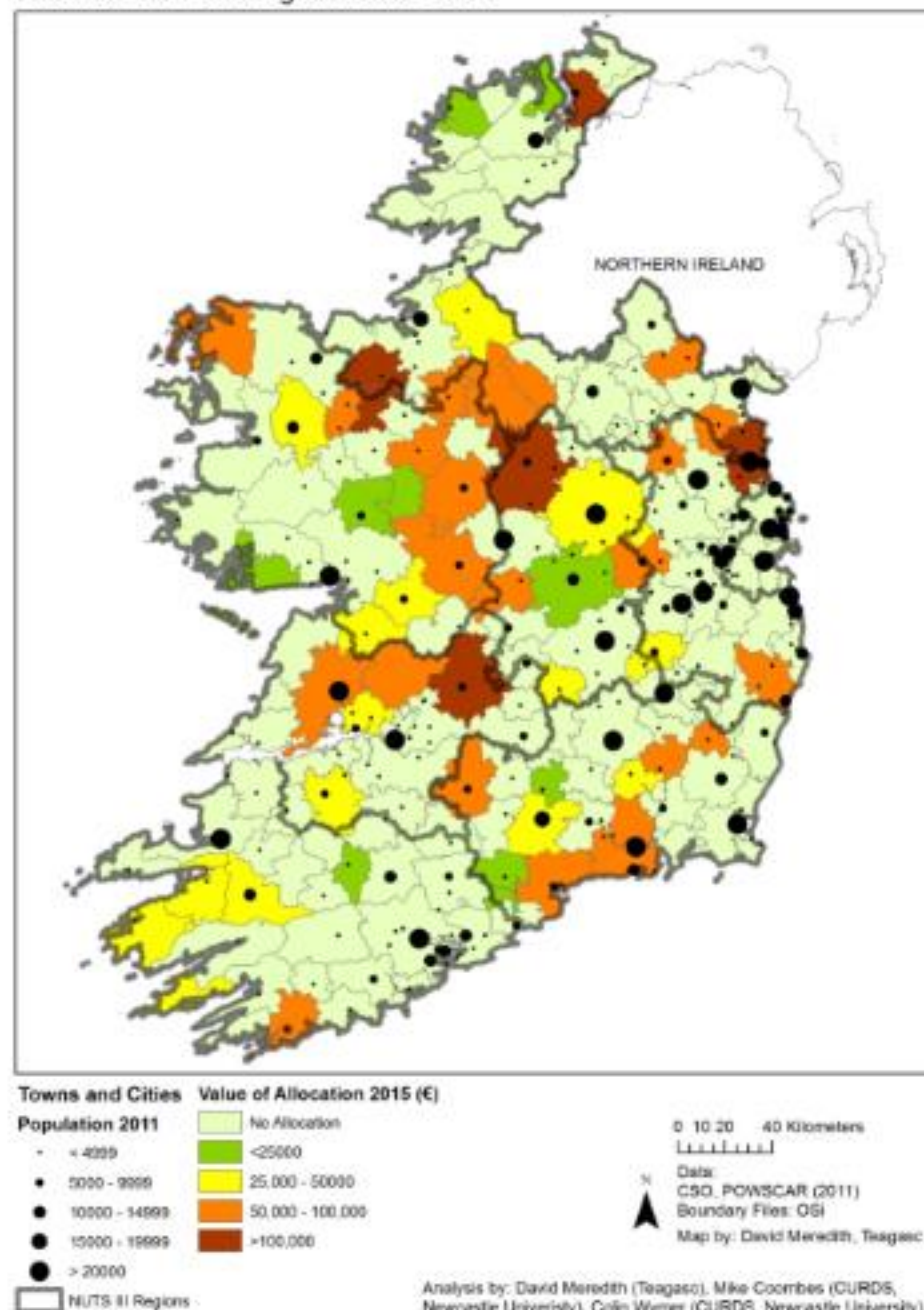 NORTHERN IRELAND
Towns and Cities
Population 2011
< 4999
5000 - 9999
10000 - 14999
15000 - 19999
> 20000
NUTS III Regions
Value of Allocation 2015 (€)
No Allocation
<25000
25,000 - 50000
50,000 - 100,000
>100,000
0 10 20 40 Kilometers
N
Data:
CSO, POWSCAR (2011)
Boundary Files: OSi
Map by: David Meredith, Teagasc
Analysis by: David Meredith (Teagasc), Mike Coombes (CURDS,